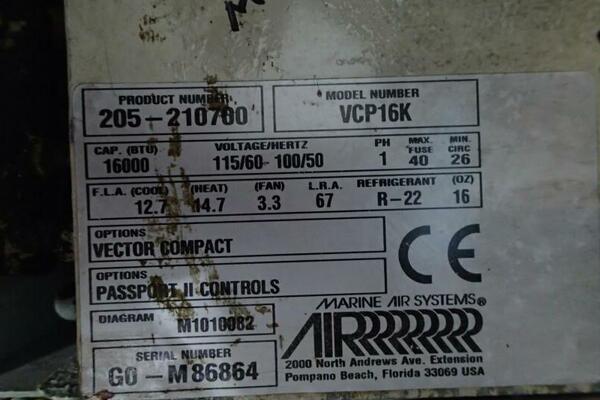 PRODUCT NUMBER MODEL NUMBER
205-210700 VCP16K
CAP. (BTU) VOLTAGE/HERTZ PH MAX. FUSE MIN. CIRC
16000 115/60- 100/50 1 40 26
F.L.A. (COOL) (HEAT) (FAN) L.R.A. REFRIGERANT (OZ)
12.7 14.7 3.3 67 R-22 16
OPTIONS
VECTOR COMPACT
CE
OPTIONS
PASSPORT II CONTROLS
DIAGRAM M1010082
MARINE AIR SYSTEMS®
AIR
SERIAL NUMBER
G0-M86864
2000 North Andrews Ave. Extension
Pompano Beach, Florida 33069 USA